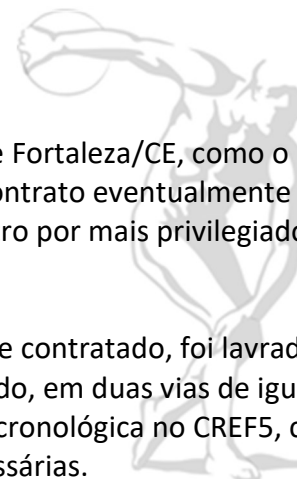 e Fortaleza/CE, como o
ontrato eventualmente
ro por mais privilegiado
e contratado, foi lavrad
do, em duas vias de igu
cronológica no CREF5, c
ssárias.